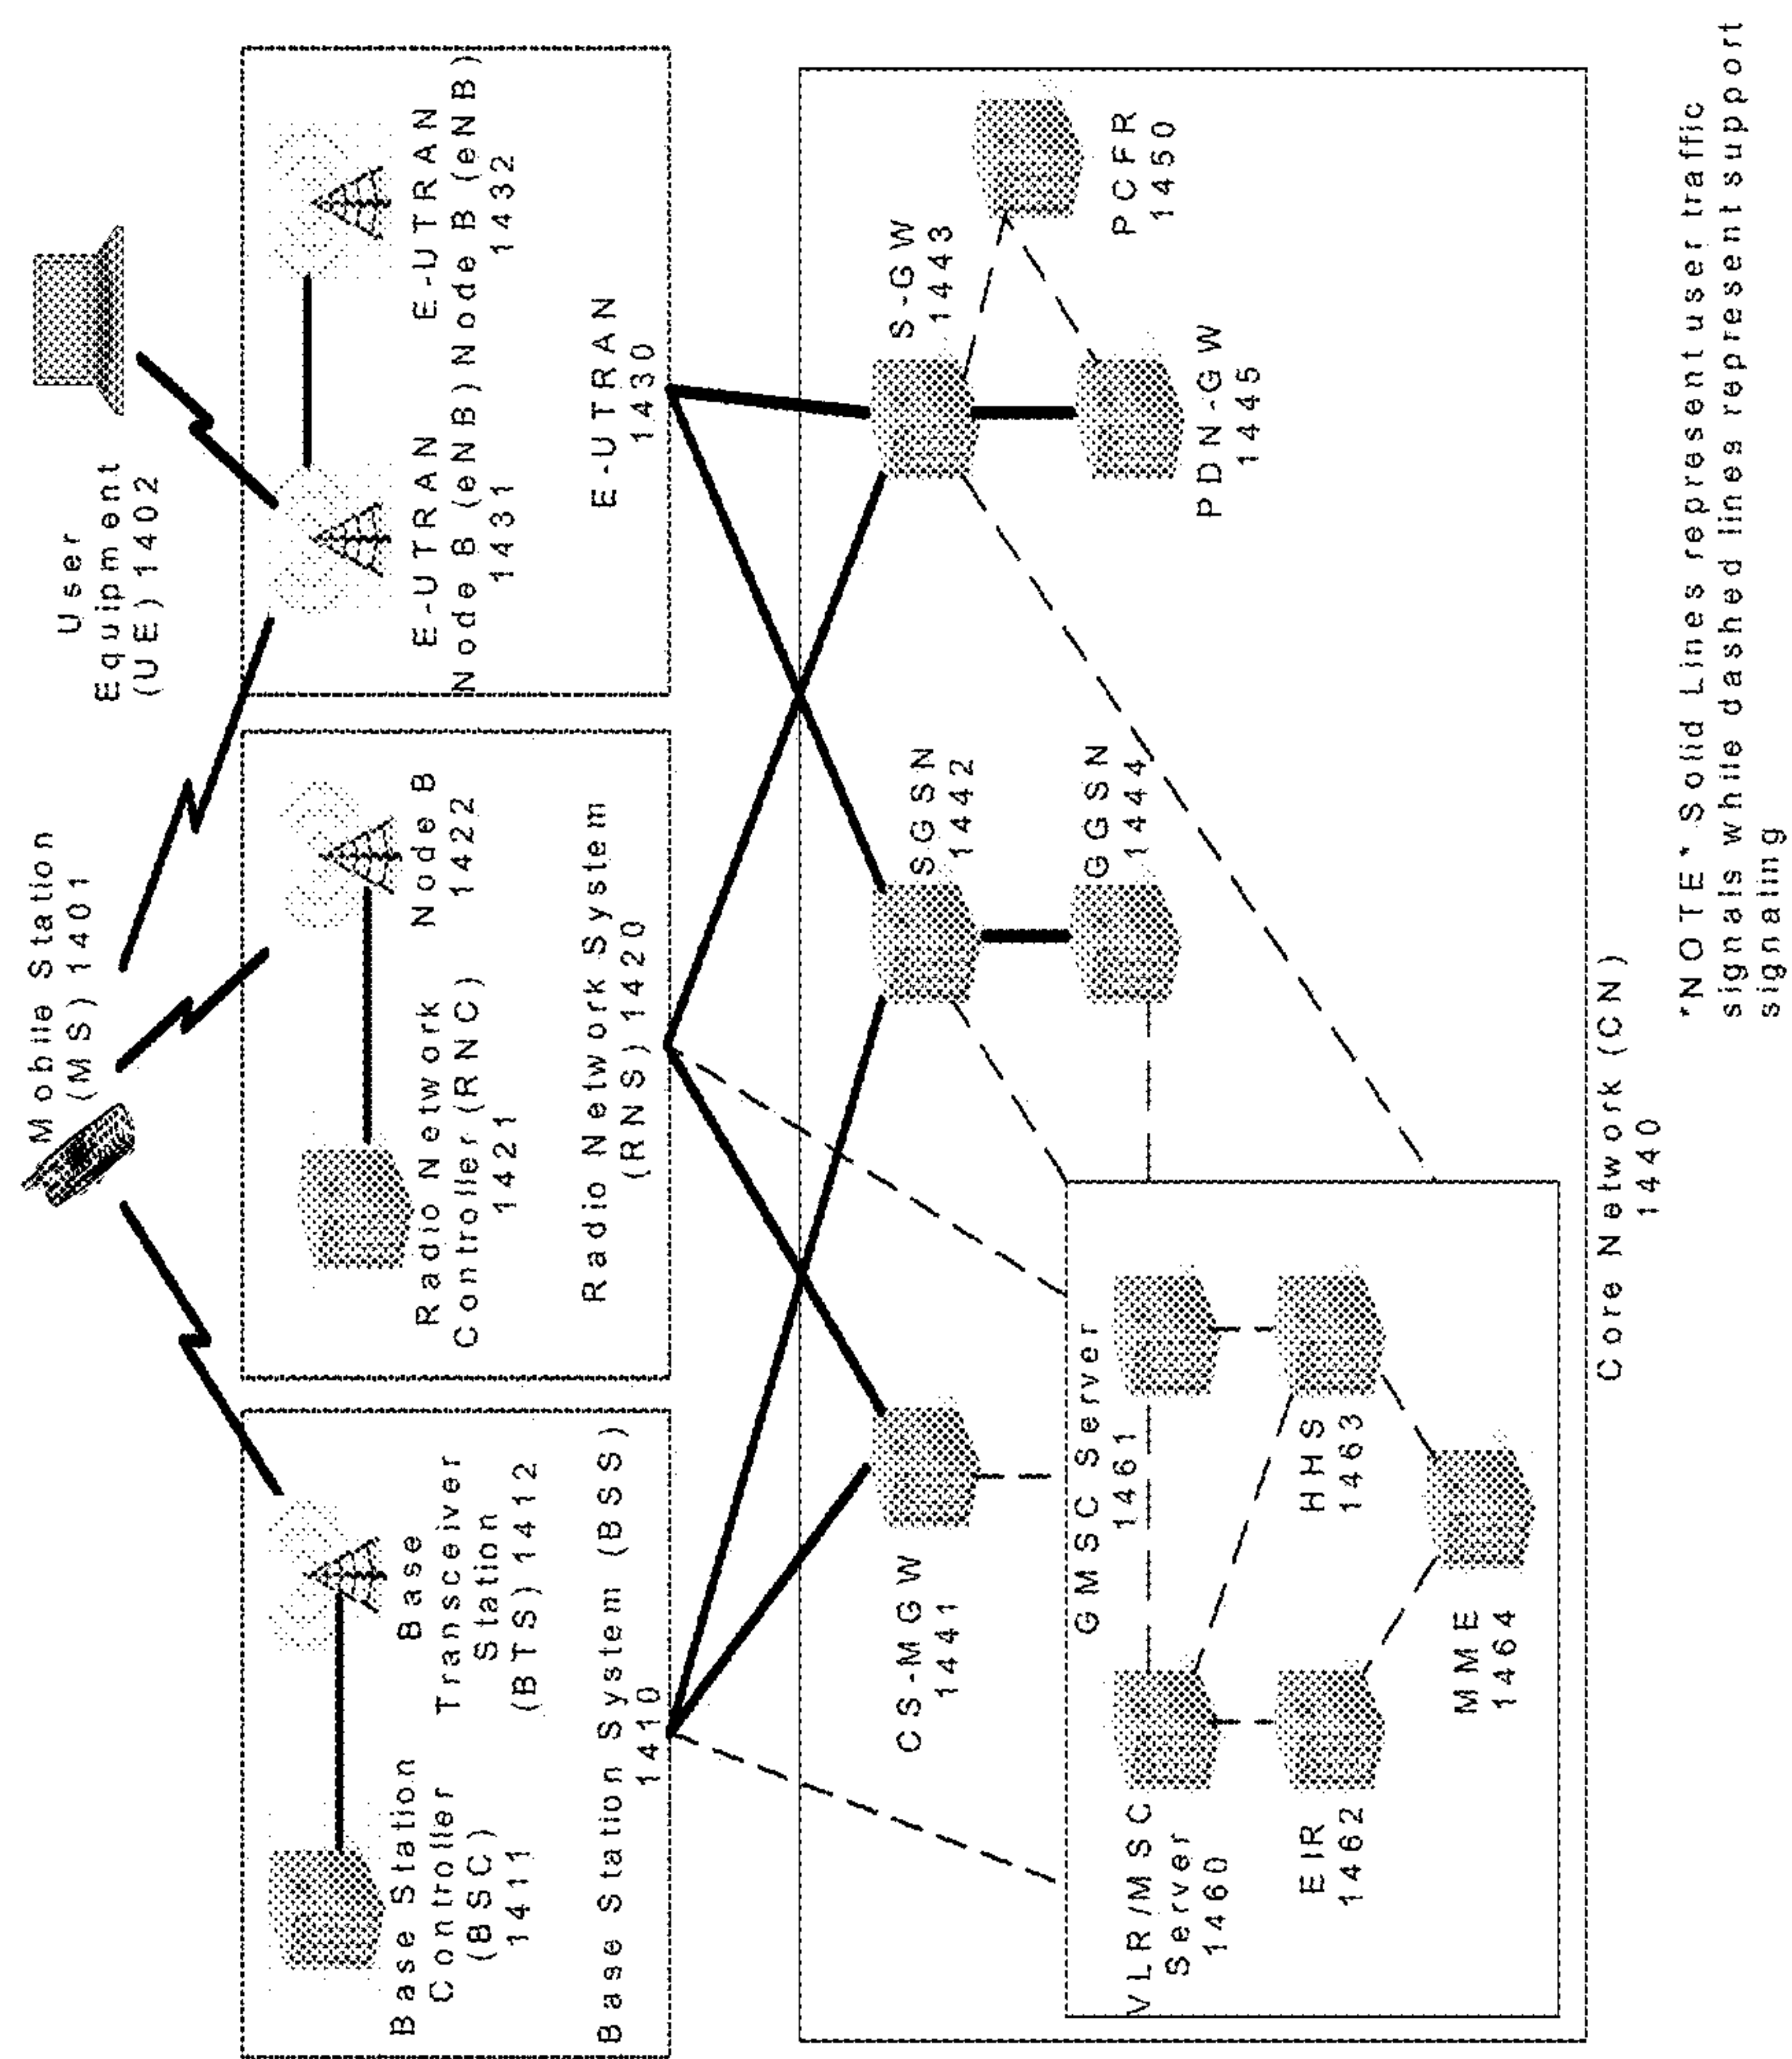 Mobile Station
(MS) 1401
User
Equipment
(UE) 1402
Base Station
Controller
(BSC)
1411
Base
Transceiver
Station
(BTS) 1412
Base Station System (BSS)
1410
Radio Network
Controller (RNC)
1421
Node B
1422
Radio Network System
(RNS) 1420
E-UTRAN
Node B (eNB)
1431
E-UTRAN
Node B (eNB)
1432
E-UTRAN
1430
CS-MGW
1441
SGSN
1442
GGSN
1444
S-GW
1443
PDN-GW
1445
PCFR
1450
VLR/MSC
Server
1460
GMSC Server
1461
EIR
1462
HHS
1463
MME
1464
Core Network (CN)
1440
*NOTE* Solid Lines represent user traffic
signals while dashed lines represent support
signaling